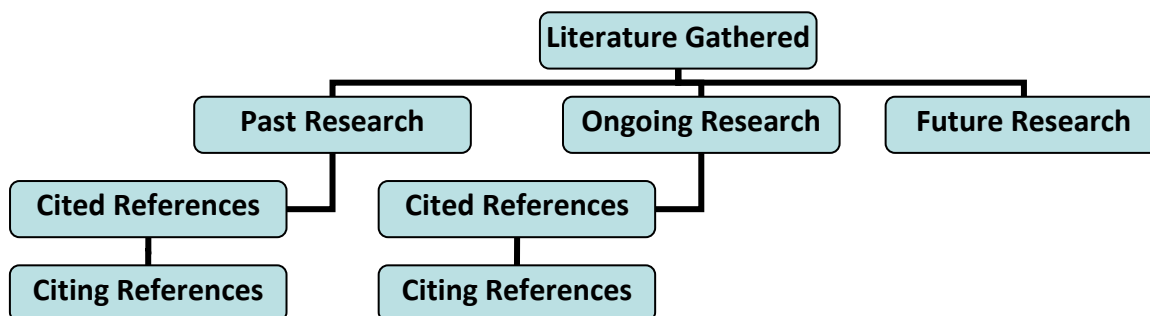 Literature Gathered
Past Research
Ongoing Research
Future Research
Cited References
Cited References
Citing References
Citing References